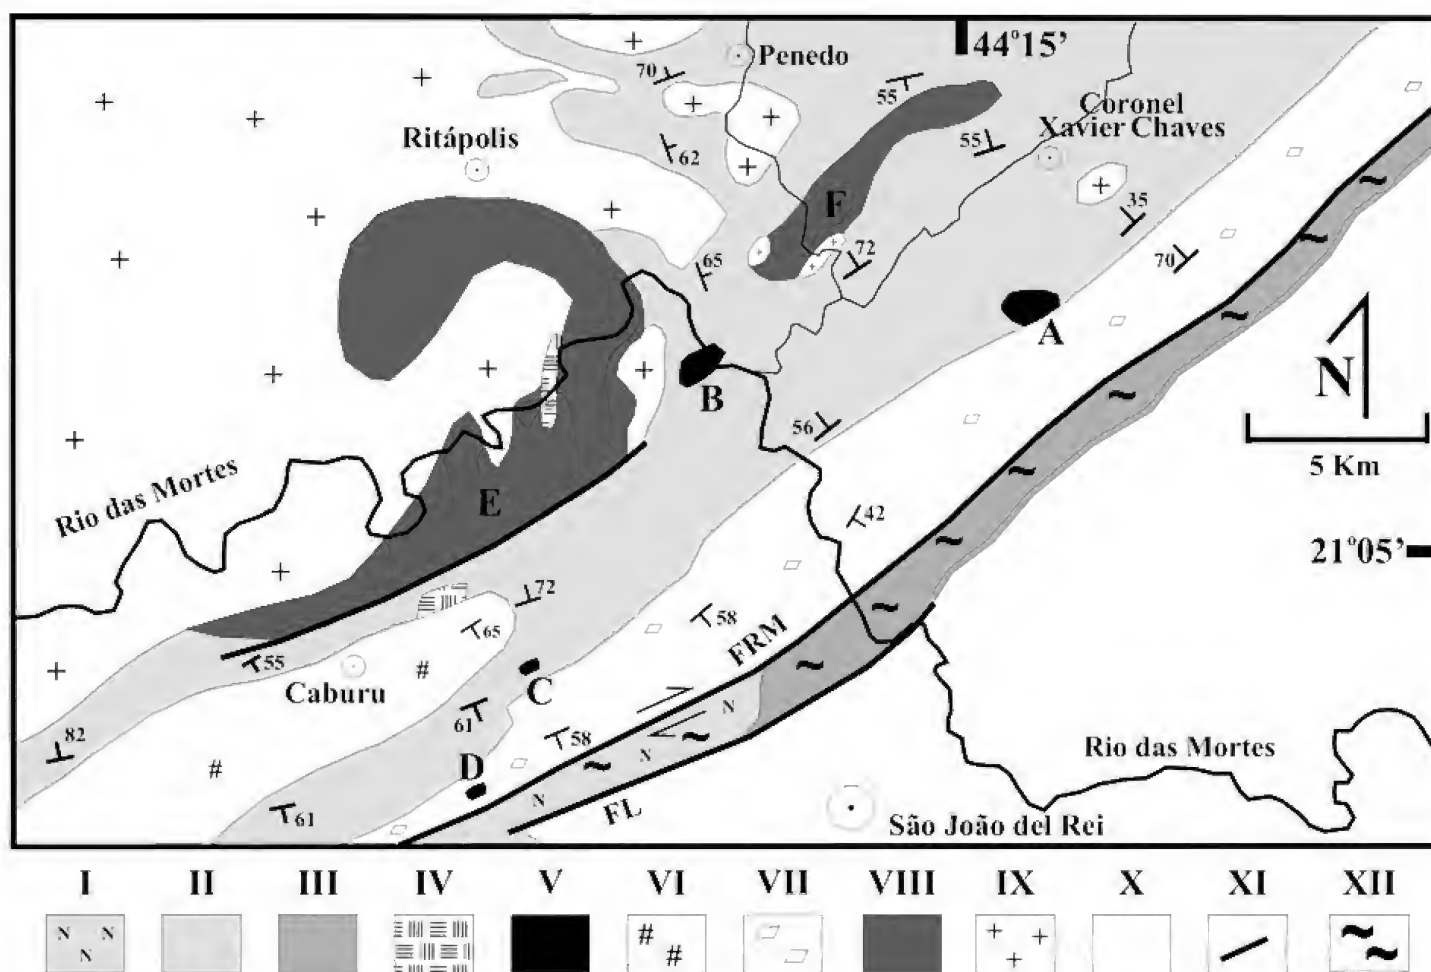 Penedo
44°15'
70
55
Coronel
Xavier Chaves
Ritápolis
62
55
F
35
65
72
70
A
B
N
56
5 Km
Rio das Mortes
E
42
21°05'
72
65
58
FRM
55
Caburu
#
C
61
N
82
58
N
Rio das Mortes
#
D
N
FL
61
São João del Rei
I II III IV V VI VII VIII IX X XI XII
N N
N
#
#